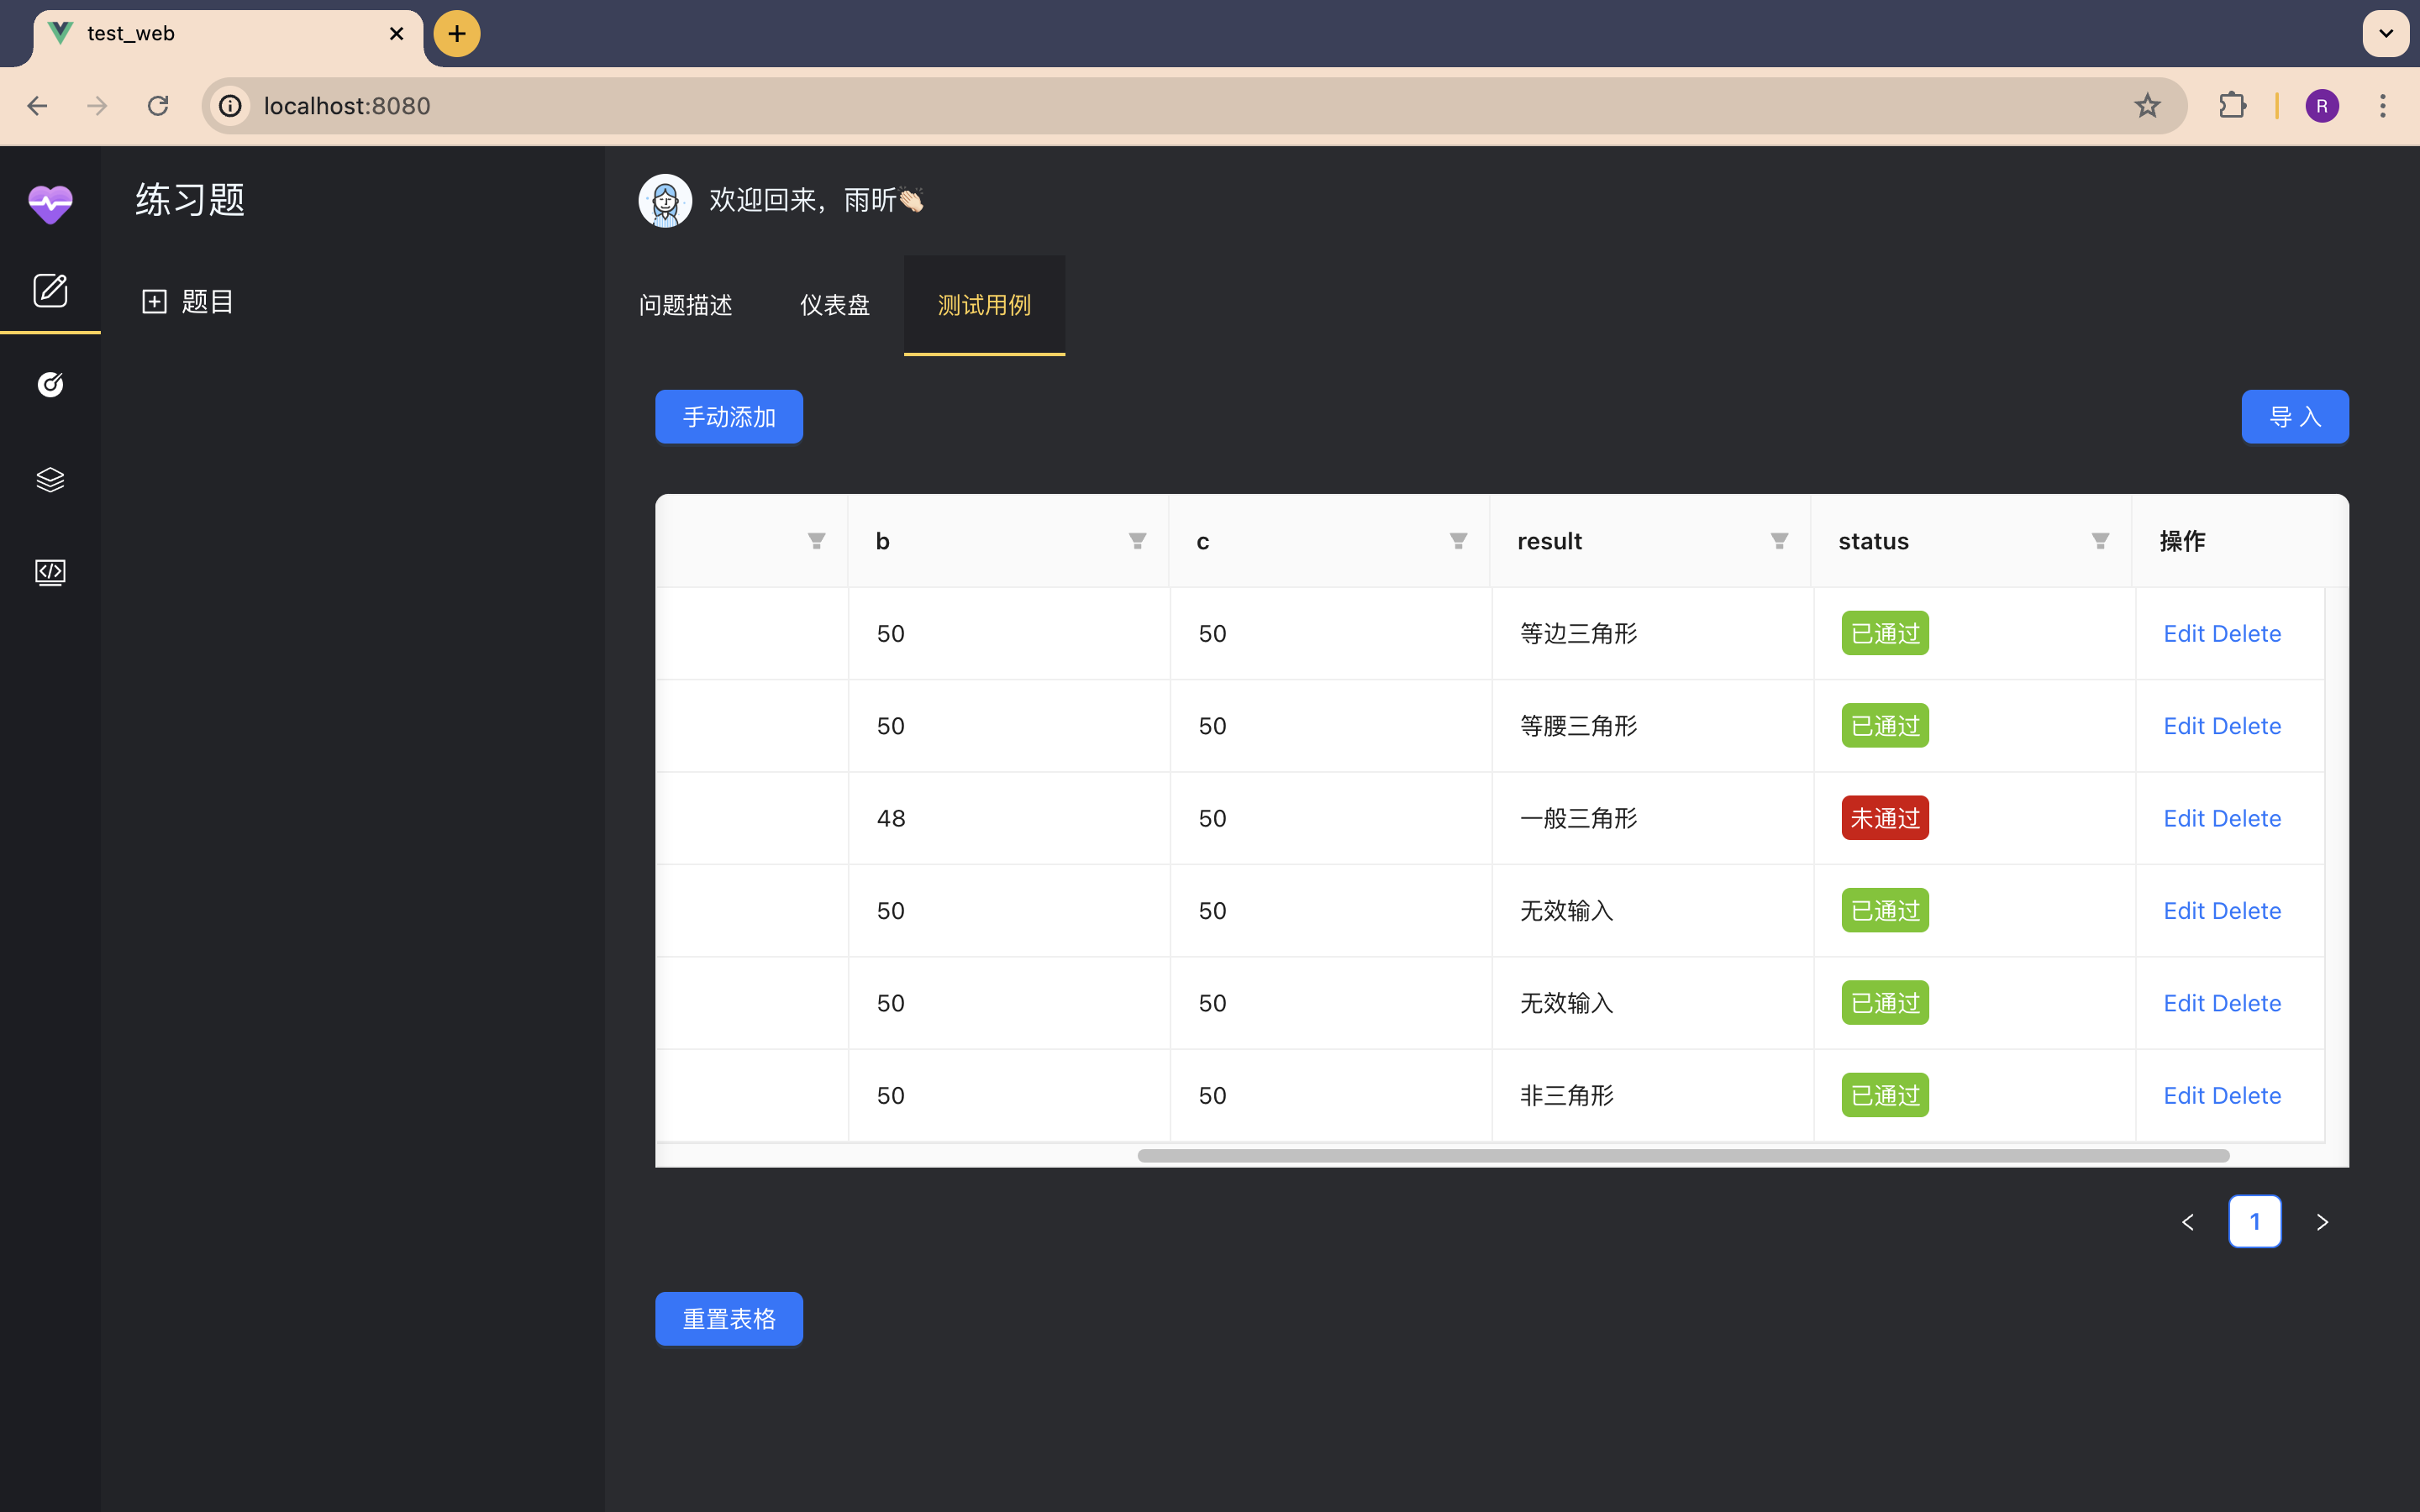 test_web
localhost:8080
R
练习题
题目
欢迎回来，雨昕👏🏻
问题描述 仪表盘 测试用例
手动添加 导入
b c result status 操作
50 50 等边三角形 已通过 Edit Delete
50 50 等腰三角形 已通过 Edit Delete
48 50 一般三角形 未通过 Edit Delete
50 50 无效输入 已通过 Edit Delete
50 50 无效输入 已通过 Edit Delete
50 50 非三角形 已通过 Edit Delete
1
重置表格